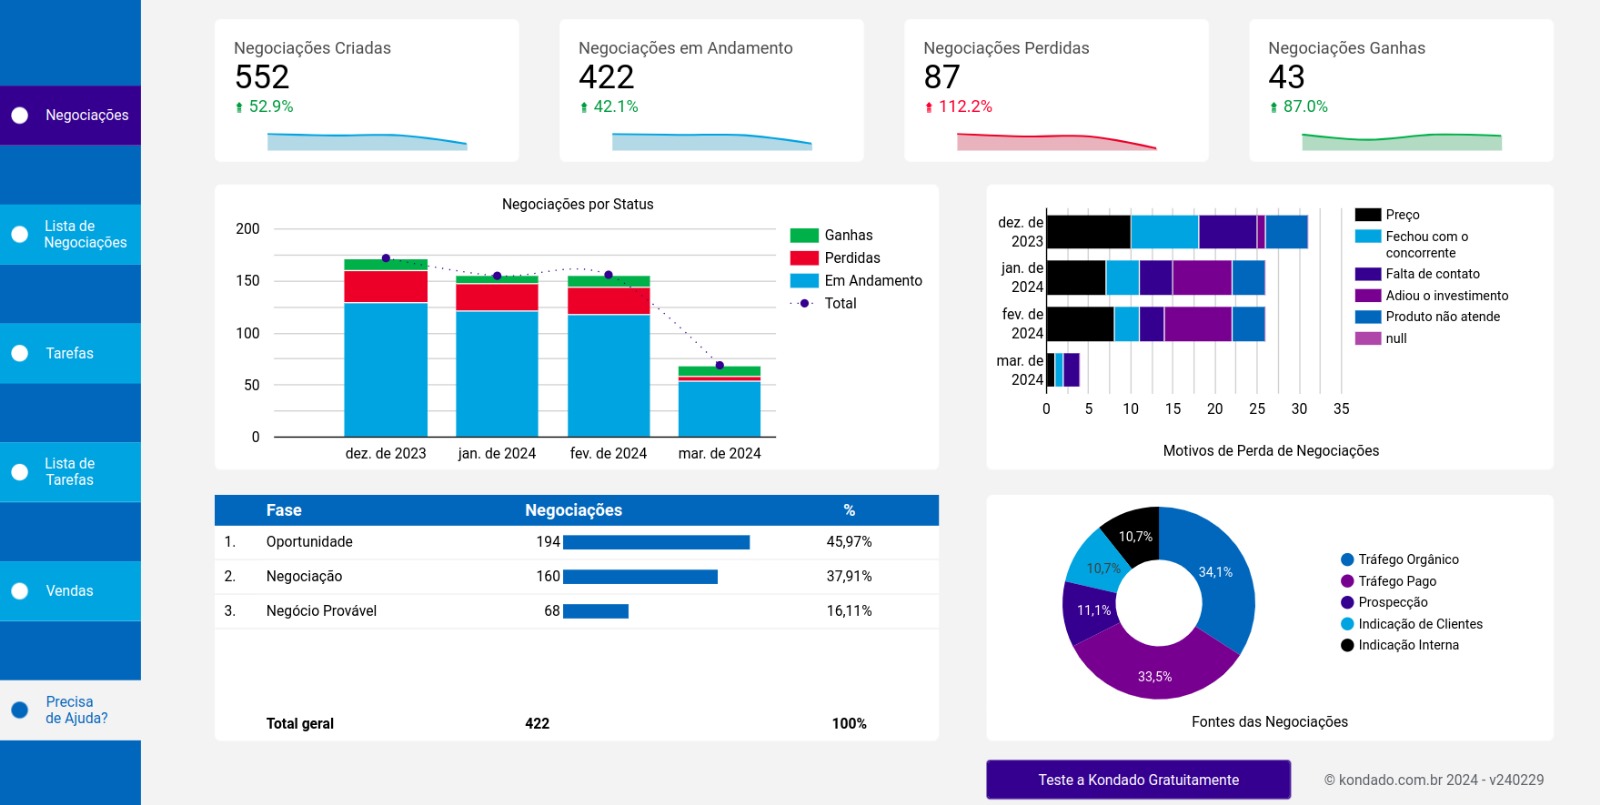 Negociações
Lista de
Negociações
Tarefas
Lista de
Tarefas
Vendas
Precisa
de Ajuda?
Negociações Criadas
552
52.9%
Negociações em Andamento
422
42.1%
Negociações Perdidas
87
112.2%
Negociações Ganhas
43
87.0%
Negociações por Status
200
150
100
50
0
dez. de 2023
jan. de 2024
fev. de 2024
mar. de 2024
Ganhas
Perdidas
Em Andamento
Total
dez. de
2023
jan. de
2024
fev. de
2024
mar. de
2024
0 5 10 15 20 25 30 35
Preço
Fechou com o
concorrente
Falta de contato
Adiou o investimento
Produto não atende
null
Motivos de Perda de Negociações
Fase Negociações %
1. Oportunidade 194 45,97%
2. Negociação 160 37,91%
3. Negócio Provável 68 16,11%
Total geral 422 100%
10,7%
34,1%
10,7%
11,1%
33,5%
Tráfego Orgânico
Tráfego Pago
Prospecção
Indicação de Clientes
Indicação Interna
Fontes das Negociações
Teste a Kondado Gratuitamente
© kondado.com.br 2024 - v240229